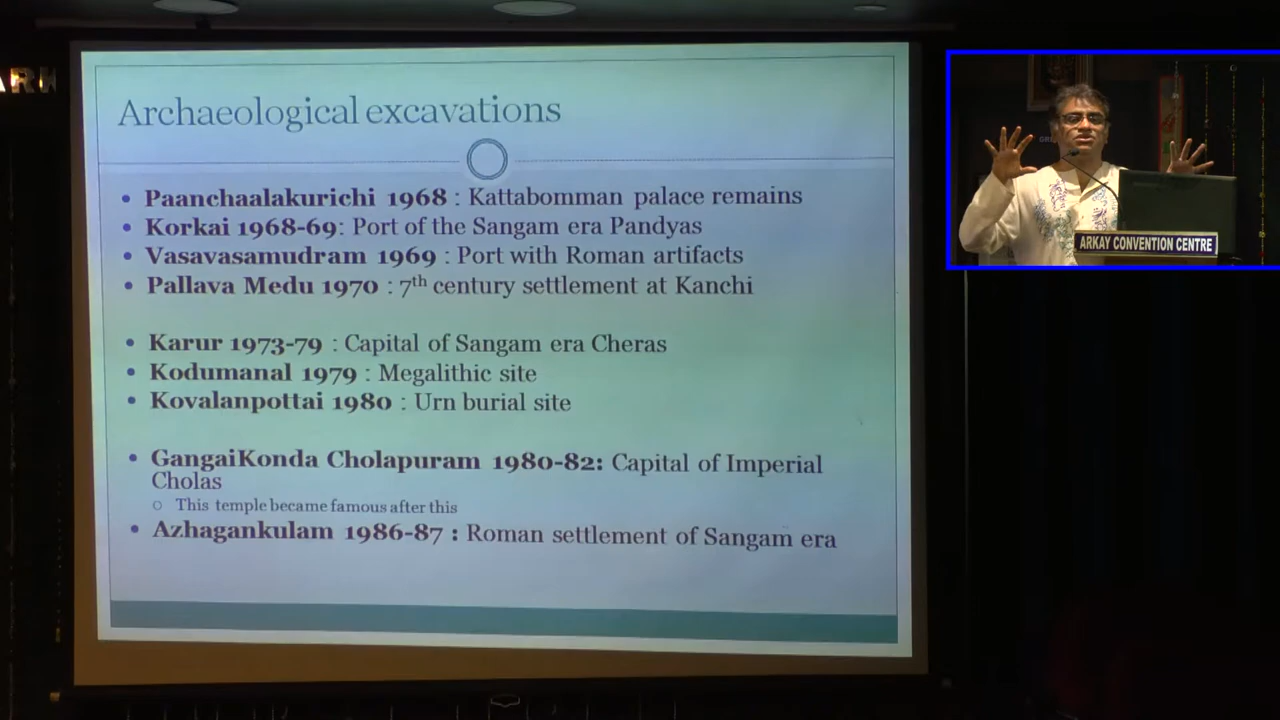 ARK
Archaeological excavations
• Paanchaalakurichi 1968 : Kattabomman palace remains
• Korkai 1968-69: Port of the Sangam era Pandyas
• Vasavasamudram 1969 : Port with Roman artifacts
• Pallava Medu 1970 : 7th century settlement at Kanchi
• Karur 1973-79 : Capital of Sangam era Cheras
• Kodumanal 1979 : Megalithic site
• Kovalanpottai 1980 : Urn burial site
• GangaiKonda Cholapuram 1980-82: Capital of Imperial
Cholas
○ This temple became famous after this
• Azhagankulam 1986-87 : Roman settlement of Sangam era
ARKAY CONVENTION CENTRE